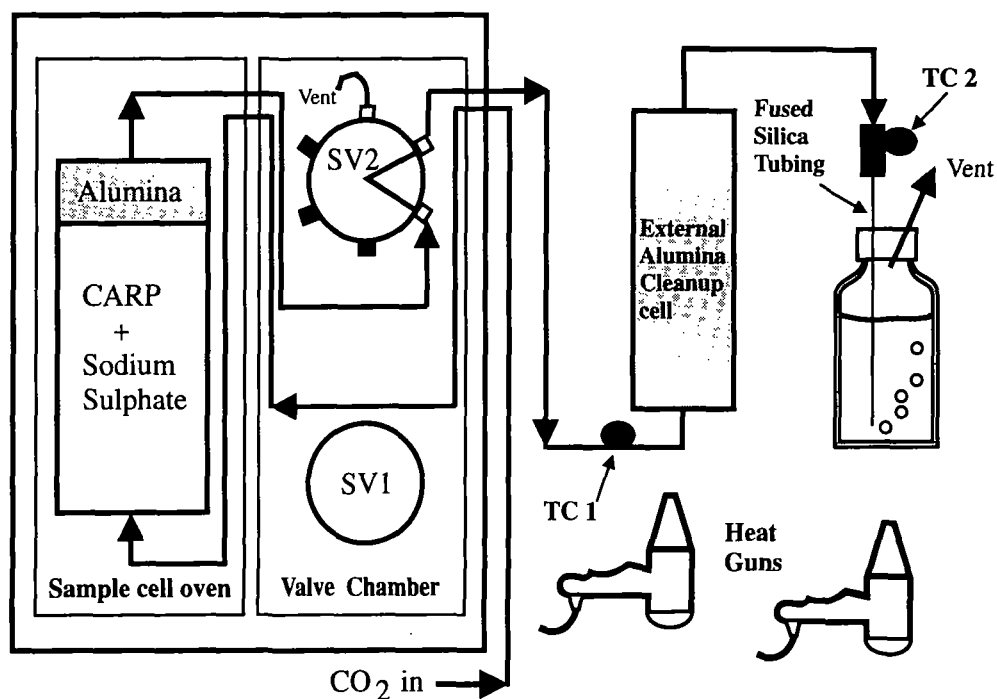 Vent
SV2
Alumina
CARP
+
Sodium
Sulphate
SV1
Sample cell oven
Valve Chamber
CO2 in
TC 1
External
Alumina
Cleanup
cell
Fused
Silica
Tubing
TC 2
Vent
Heat
Guns